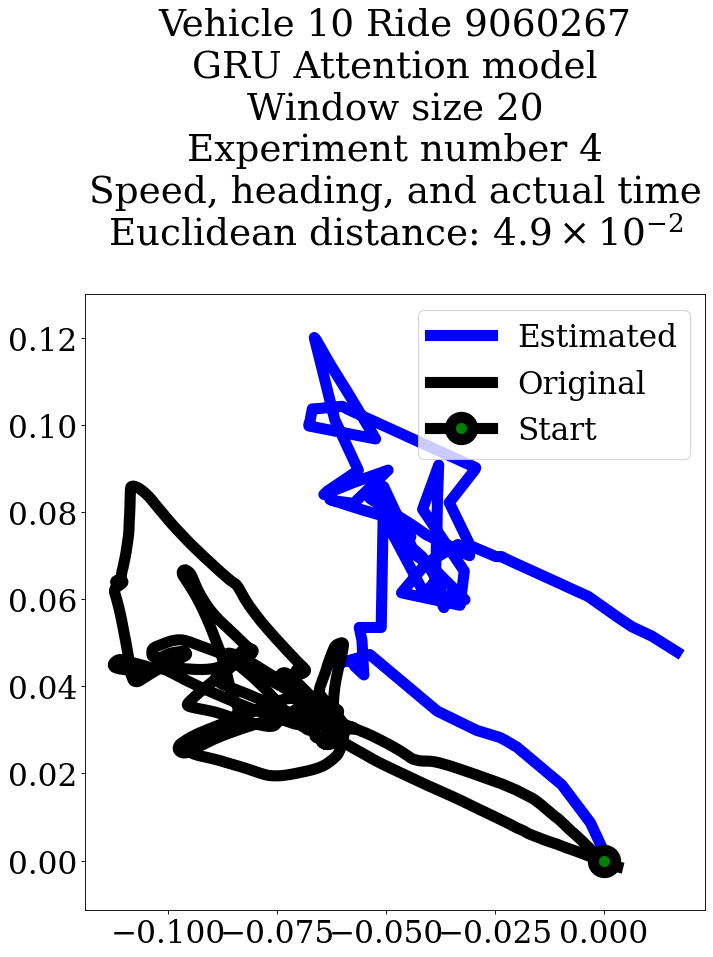 Vehicle 10 Ride 9060267
GRU Attention model
Window size 20
Experiment number 4
Speed, heading, and actual time
Euclidean distance: 4.9 × 10⁻²
Estimated
Original
Start
0.12
0.10
0.08
0.06
0.04
0.02
0.00
−0.100 −0.075 −0.050 −0.025 0.000